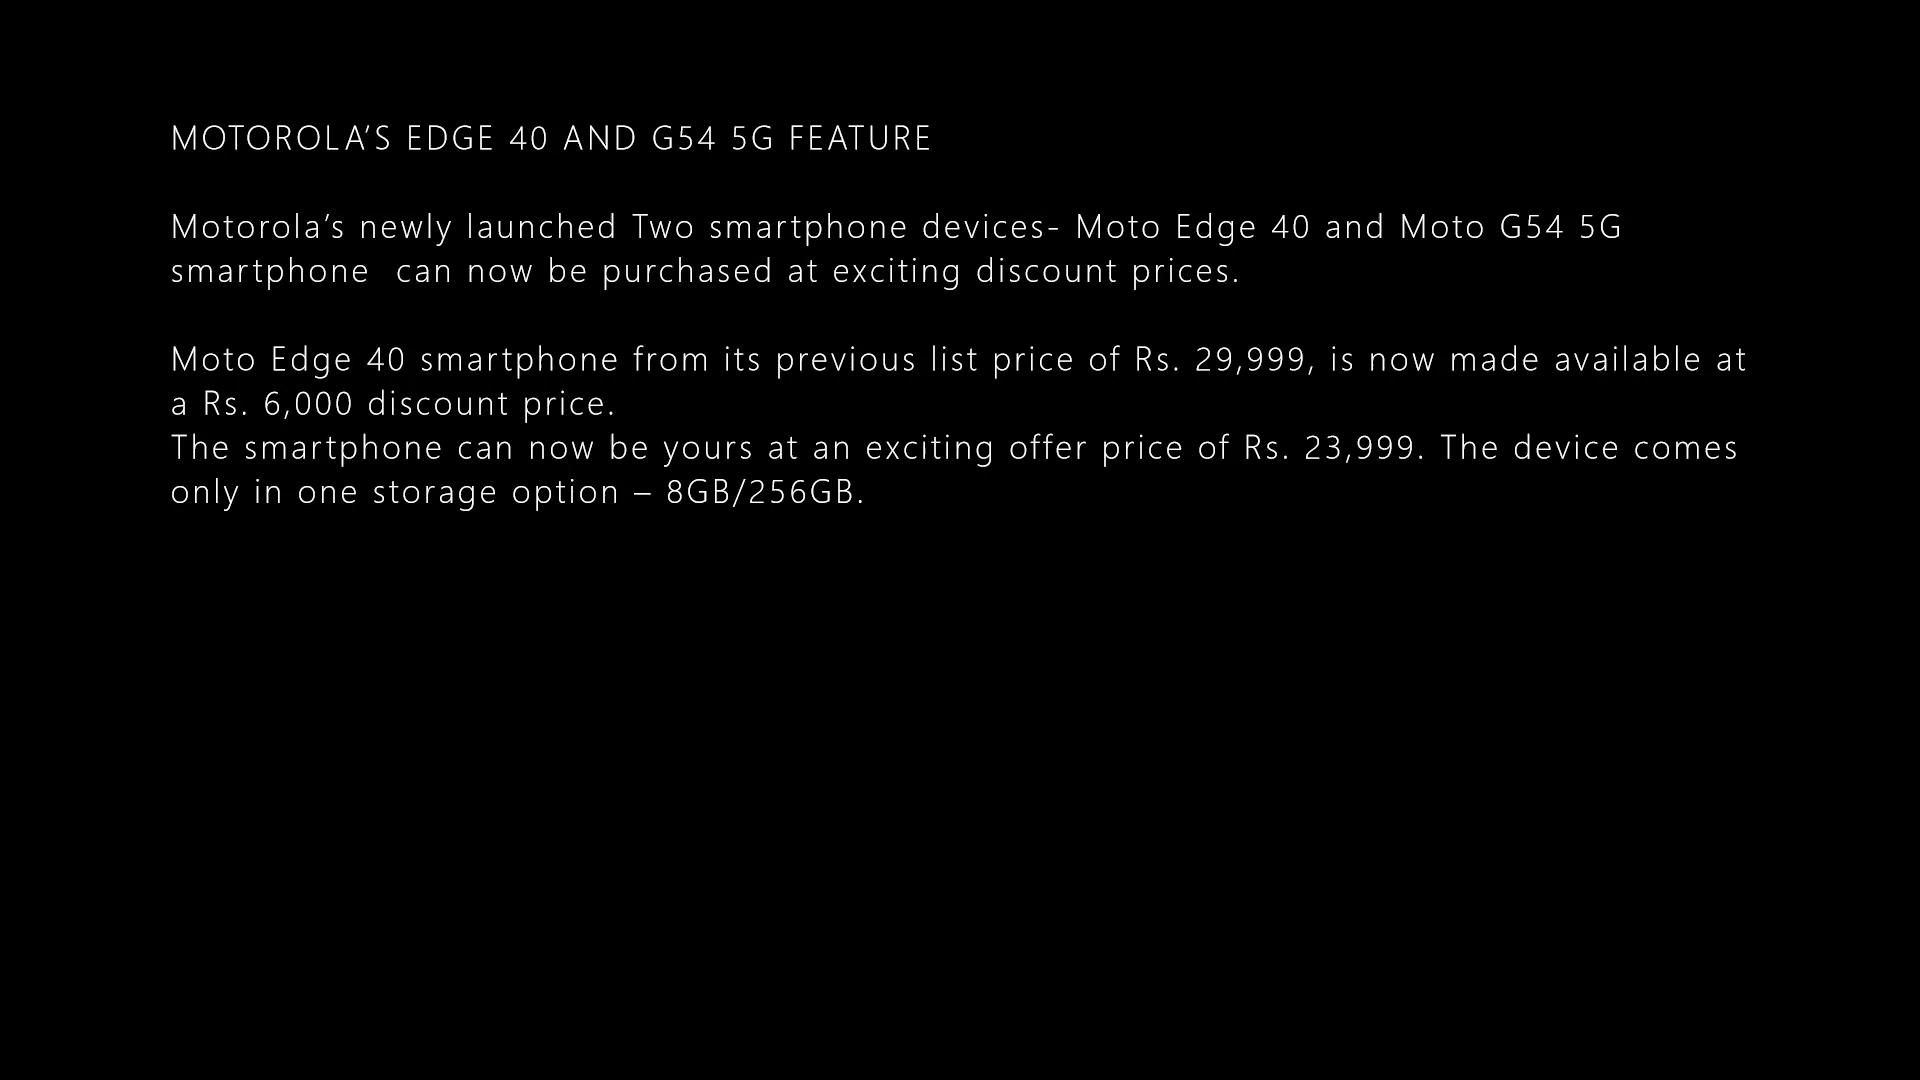 MOTOROLA’S EDGE 40 AND G54 5G FEATURE
Motorola’s newly launched Two smartphone devices- Moto Edge 40 and Moto G54 5G
smartphone  can now be purchased at exciting discount prices.
Moto Edge 40 smartphone from its previous list price of Rs. 29,999, is now made available at
a Rs. 6,000 discount price.
The smartphone can now be yours at an exciting offer price of Rs. 23,999. The device comes
only in one storage option – 8GB/256GB.